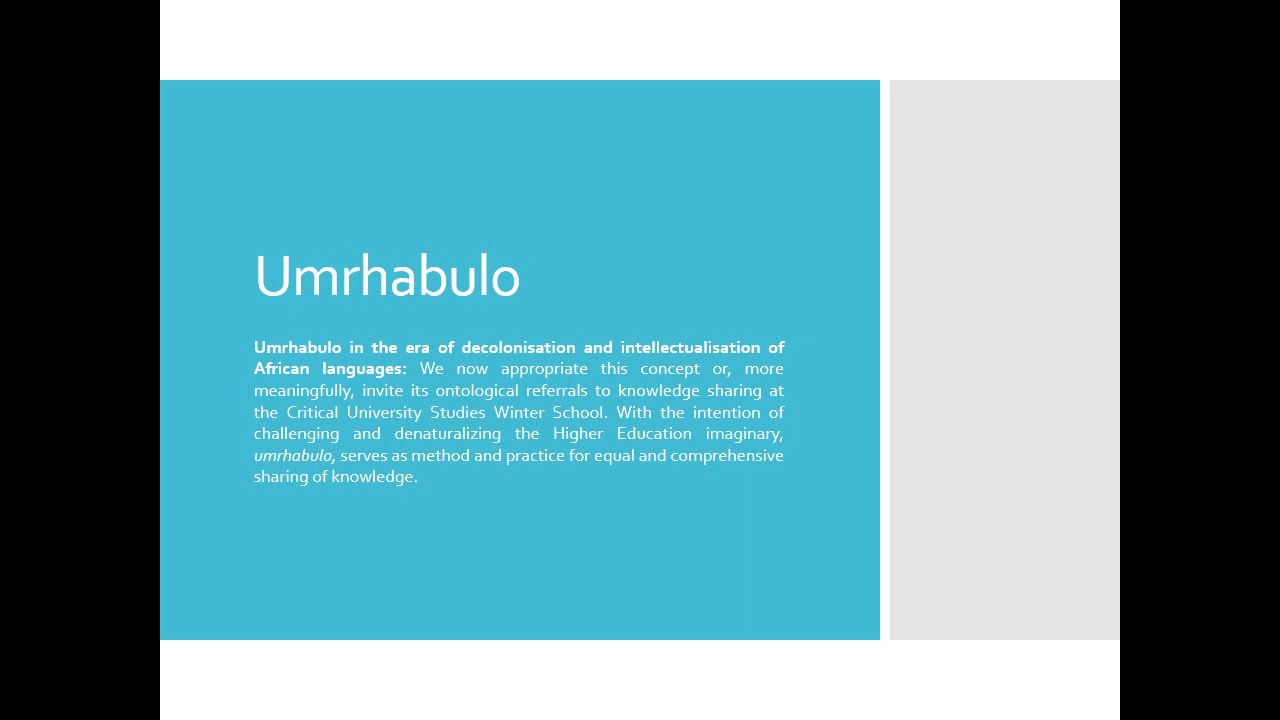 Umrhabulo
Umrhabulo in the era of decolonisation and intellectualisation of
African languages: We now appropriate this concept or, more
meaningfully, invite its ontological referrals to knowledge sharing at
the Critical University Studies Winter School. With the intention of
challenging and denaturalizing the Higher Education imaginary,
umrhabulo, serves as method and practice for equal and comprehensive
sharing of knowledge.